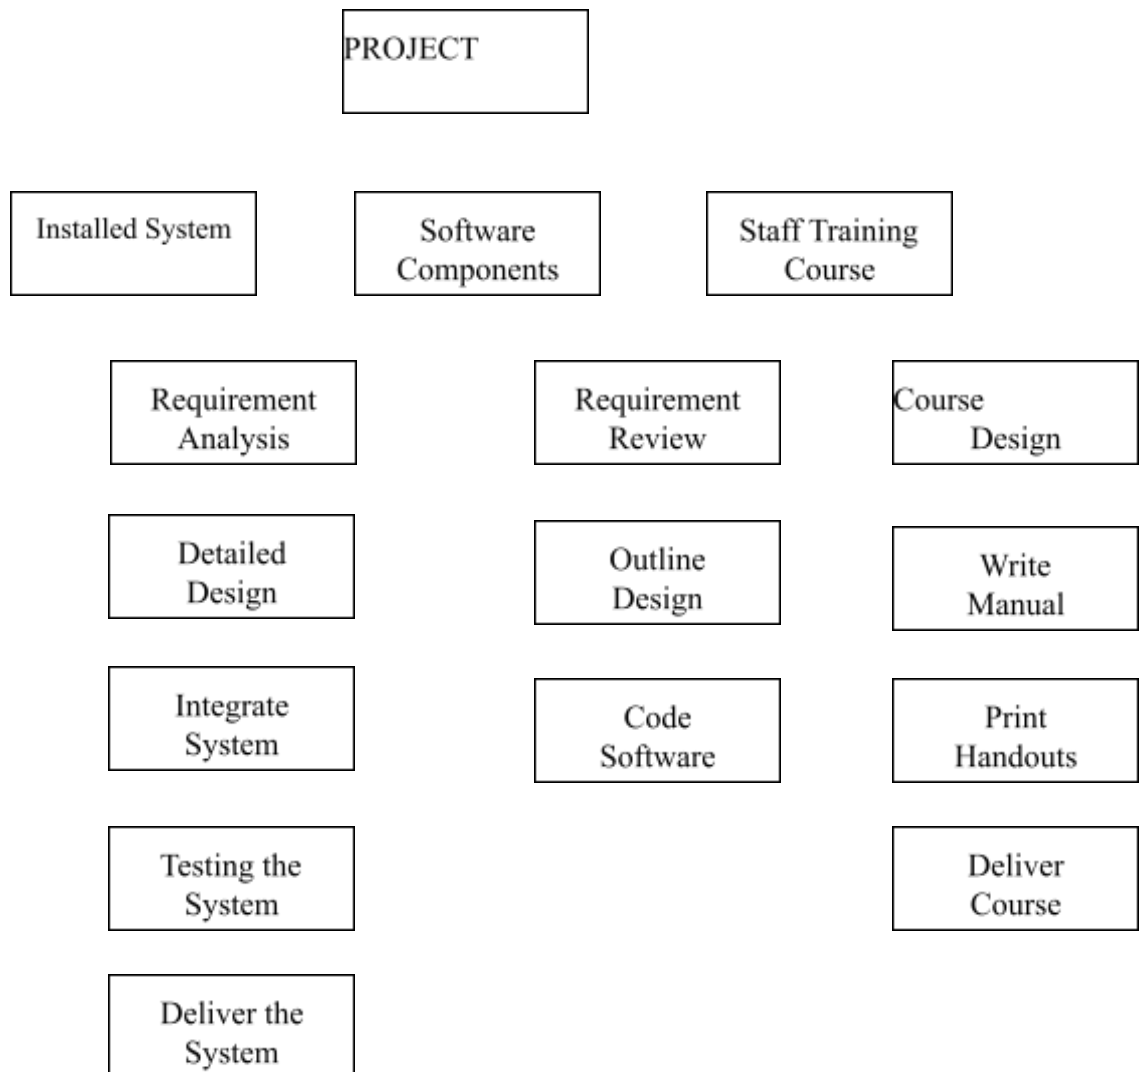 PROJECT
Installed System
Software
Components
Staff Training
Course
Requirement
Analysis
Requirement
Review
Course
Design
Detailed
Design
Outline
Design
Write
Manual
Integrate
System
Code
Software
Print
Handouts
Testing the
System
Deliver
Course
Deliver the
System